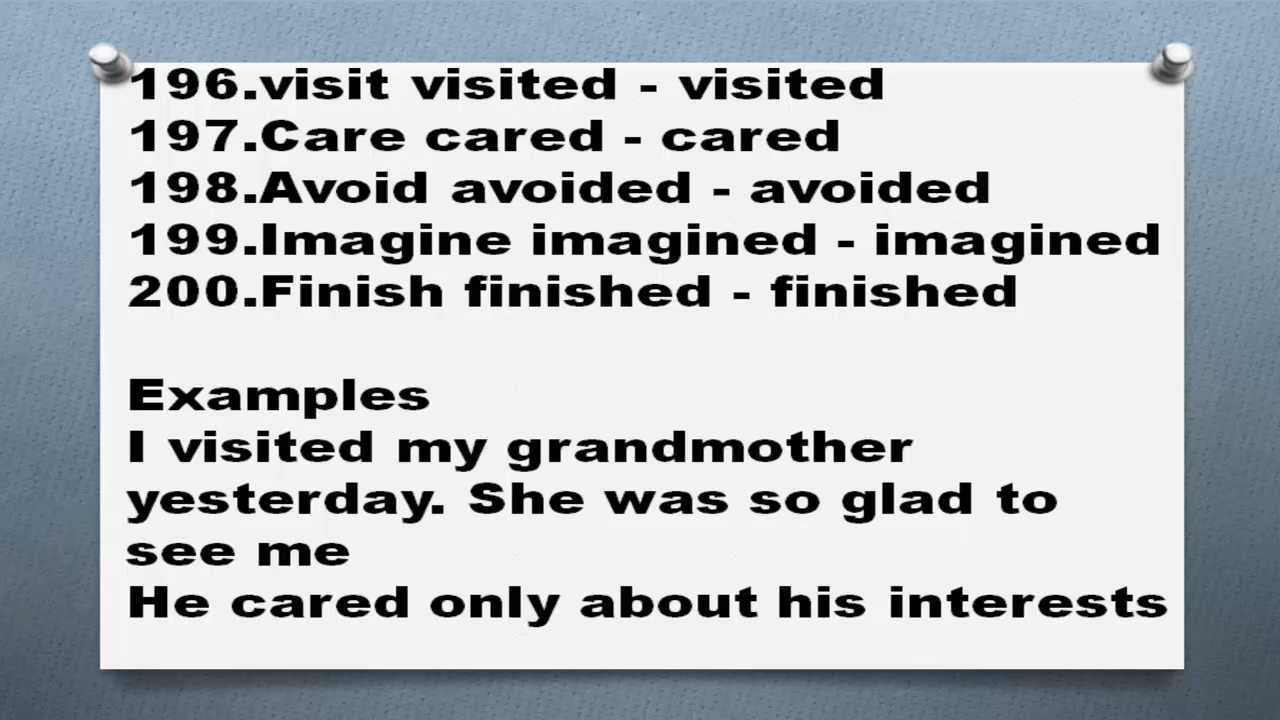 196.visit visited - visited
197.Care cared - cared
198.Avoid avoided - avoided
199.Imagine imagined - imagined
200.Finish finished - finished
Examples
I visited my grandmother
yesterday. She was so glad to
see me
He cared only about his interests